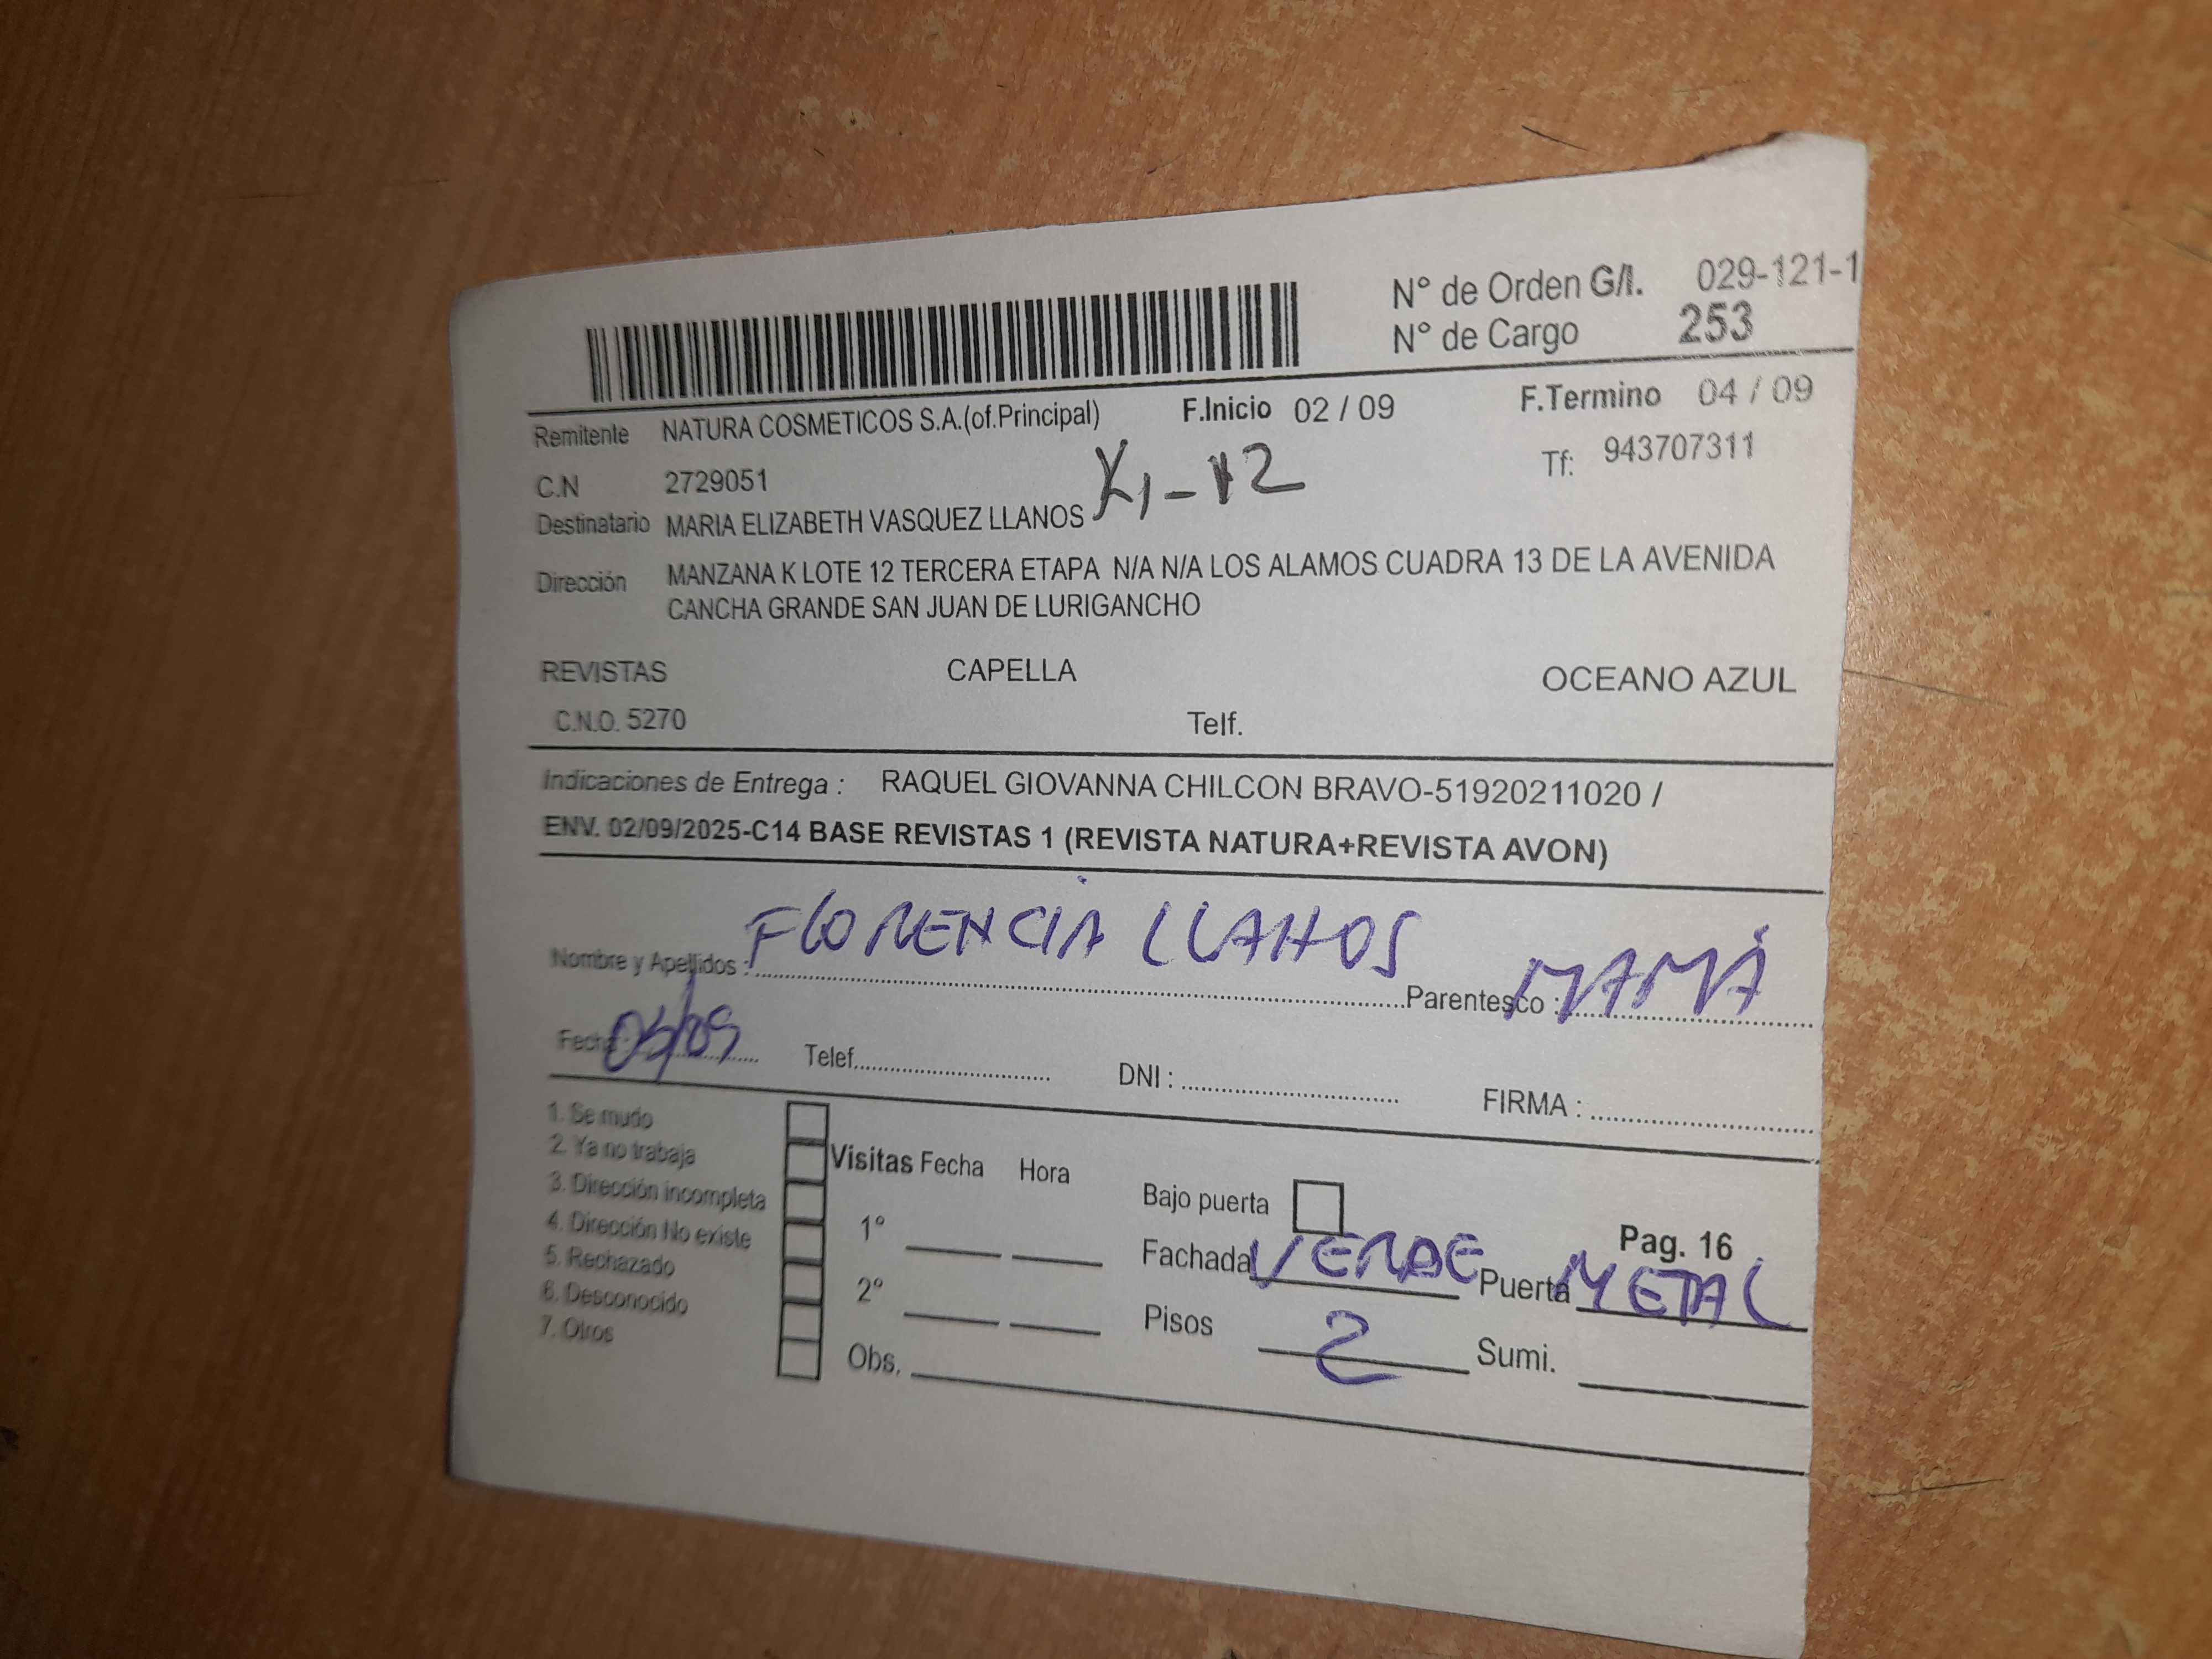 N° de Orden G/I. 029-121-1
N° de Cargo 253
Remitente NATURA COSMETICOS S.A.(of.Principal) F.Inicio 02 / 09 F.Termino 04 / 09
C.N 2729051 Tf: 943707311
Destinatario MARIA ELIZABETH VASQUEZ LLANOS
Dirección MANZANA K LOTE 12 TERCERA ETAPA N/A N/A LOS ALAMOS CUADRA 13 DE LA AVENIDA
CANCHA GRANDE SAN JUAN DE LURIGANCHO
REVISTAS CAPELLA OCEANO AZUL
C.N.O. 5270 Telf.
Indicaciones de Entrega : RAQUEL GIOVANNA CHILCON BRAVO-51920211020 /
ENV. 02/09/2025-C14 BASE REVISTAS 1 (REVISTA NATURA+REVISTA AVON)
Nombre y Apellidos : FLORENCIA LLANOS Parentesco : MAMÁ
Fecha : 05/09 Telef. DNI : FIRMA :
1. Se mudo
2. Ya no trabaja Visitas Fecha Hora
3. Dirección incompleta Bajo puerta
4. Dirección No existe 1° Fachada VERDE Pag. 16
5. Rechazado Puerta METAL
6. Desconocido 2° Pisos 2 Sumi.
7. Otros
Obs.